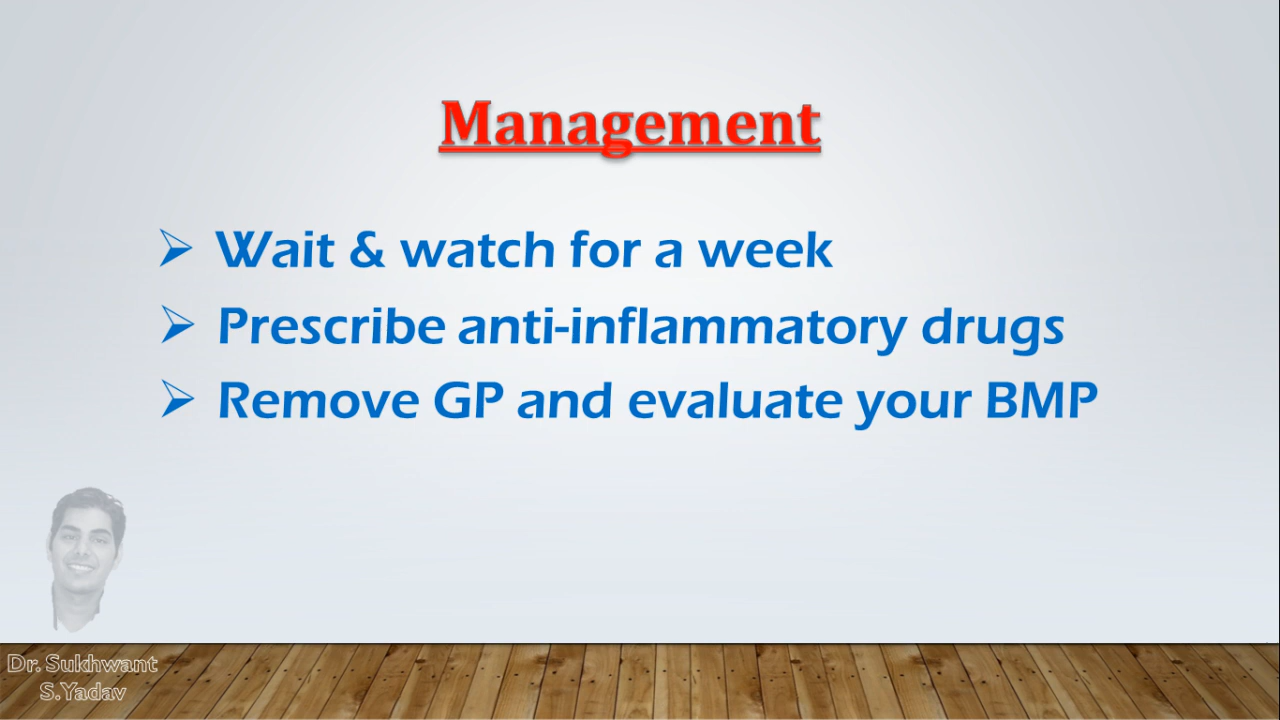 Management
➢ Wait & watch for a week
➢ Prescribe anti-inflammatory drugs
➢ Remove GP and evaluate your BMP
Dr. Sukhwant
S.Yadav